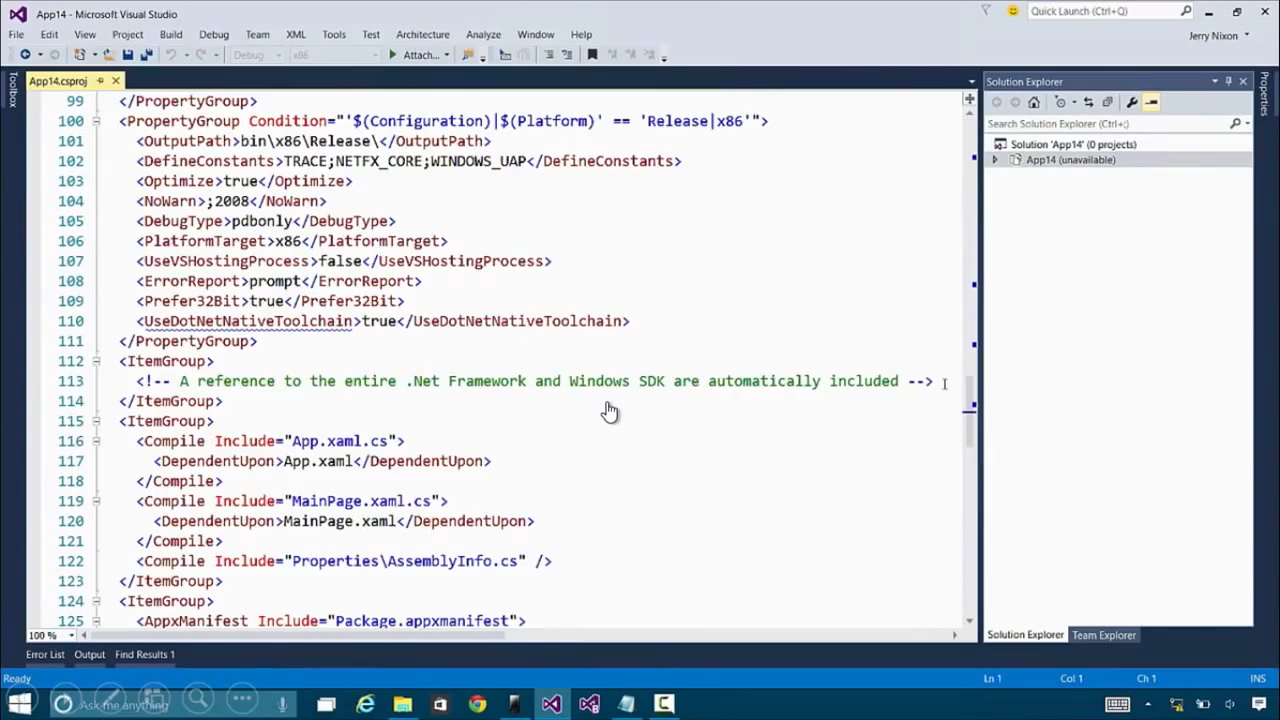 App14 - Microsoft Visual Studio
Quick Launch (Ctrl+Q)
File Edit View Project Build Debug Team XML Tools Test Architecture Analyze Window Help
Jerry Nixon
Debug x86 Attach...
Toolbox
App14.csproj
99 </PropertyGroup>
100 <PropertyGroup Condition="'$(Configuration)|$(Platform)' == 'Release|x86'">
101 <OutputPath>bin\x86\Release\</OutputPath>
102 <DefineConstants>TRACE;NETFX_CORE;WINDOWS_UAP</DefineConstants>
103 <Optimize>true</Optimize>
104 <NoWarn>;2008</NoWarn>
105 <DebugType>pdbonly</DebugType>
106 <PlatformTarget>x86</PlatformTarget>
107 <UseVSHostingProcess>false</UseVSHostingProcess>
108 <ErrorReport>prompt</ErrorReport>
109 <Prefer32Bit>true</Prefer32Bit>
110 <UseDotNetNativeToolchain>true</UseDotNetNativeToolchain>
111 </PropertyGroup>
112 <ItemGroup>
113 <!-- A reference to the entire .Net Framework and Windows SDK are automatically included -->
114 </ItemGroup>
115 <ItemGroup>
116 <Compile Include="App.xaml.cs">
117 <DependentUpon>App.xaml</DependentUpon>
118 </Compile>
119 <Compile Include="MainPage.xaml.cs">
120 <DependentUpon>MainPage.xaml</DependentUpon>
121 </Compile>
122 <Compile Include="Properties\AssemblyInfo.cs" />
123 </ItemGroup>
124 <ItemGroup>
125 <AppxManifest Include="Package.appxmanifest">
100 %
Solution Explorer
Search Solution Explorer (Ctrl+;)
Solution 'App14' (0 projects)
App14 (unavailable)
Solution Explorer Team Explorer
Properties
Error List Output Find Results 1
Ready Ln 1 Col 1 Ch 1 INS
Ask me anything